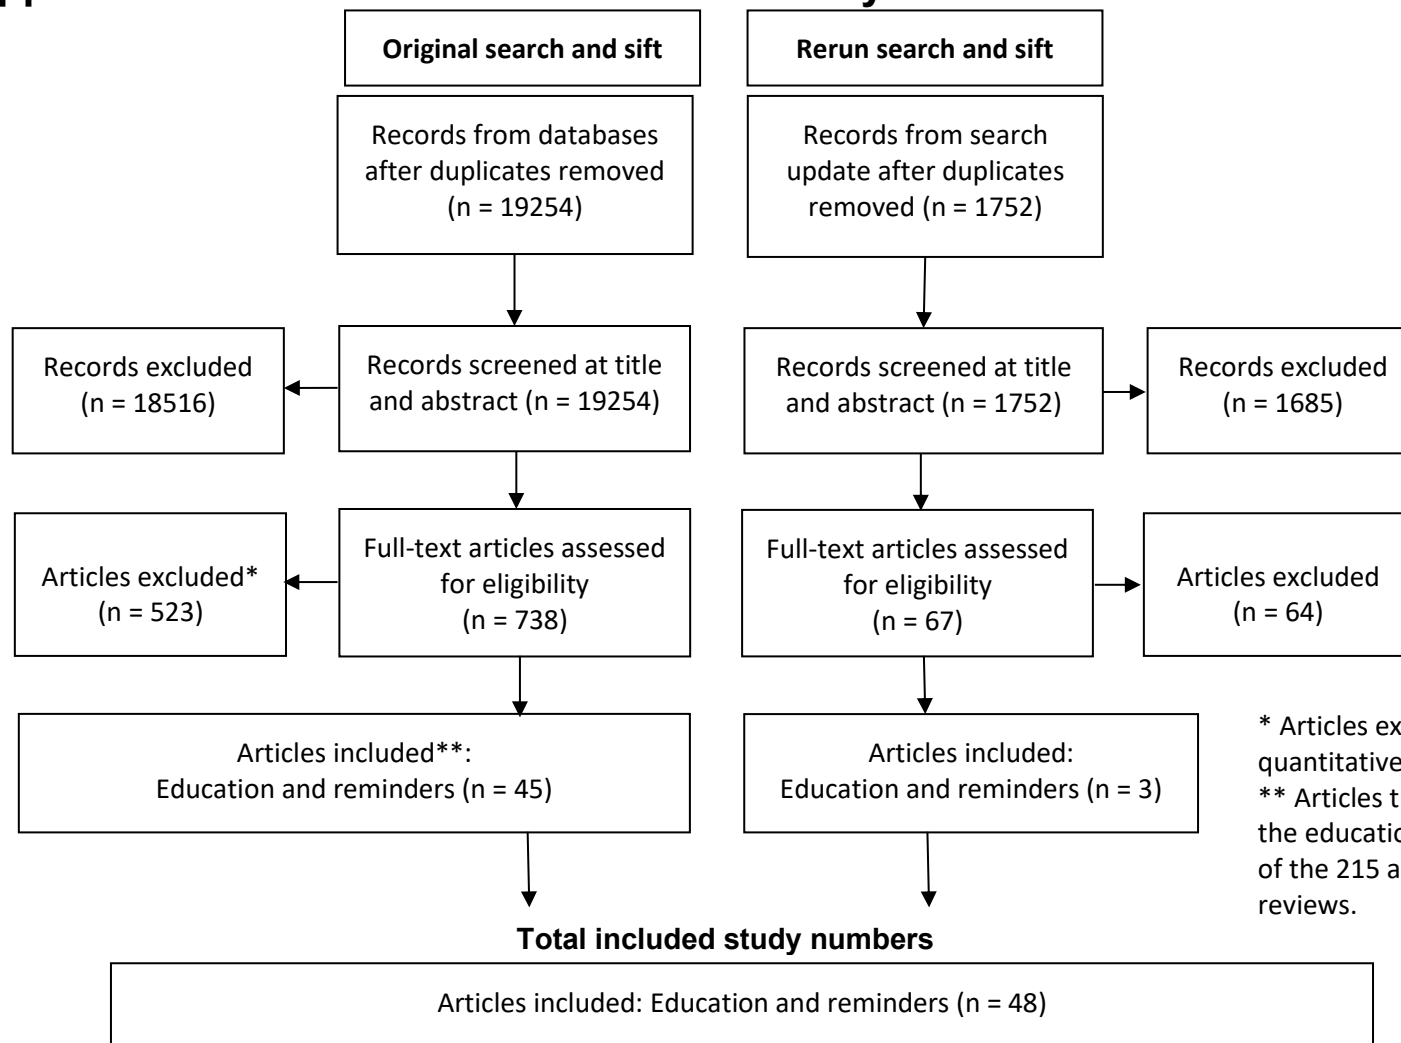 Original search and sift
Rerun search and sift
Records from databases
after duplicates removed
(n = 19254)
Records from search
update after duplicates
removed (n = 1752)
Records excluded
(n = 18516)
Records screened at title
and abstract (n = 19254)
Records screened at title
and abstract (n = 1752)
Records excluded
(n = 1685)
Articles excluded*
(n = 523)
Full-text articles assessed
for eligibility
(n = 738)
Full-text articles assessed
for eligibility
(n = 67)
Articles excluded
(n = 64)
Articles included**:
Education and reminders (n = 45)
Articles included:
Education and reminders (n = 3)
* Articles ex
quantitative
** Articles t
the educatio
of the 215 a
reviews.
Total included study numbers
Articles included: Education and reminders (n = 48)